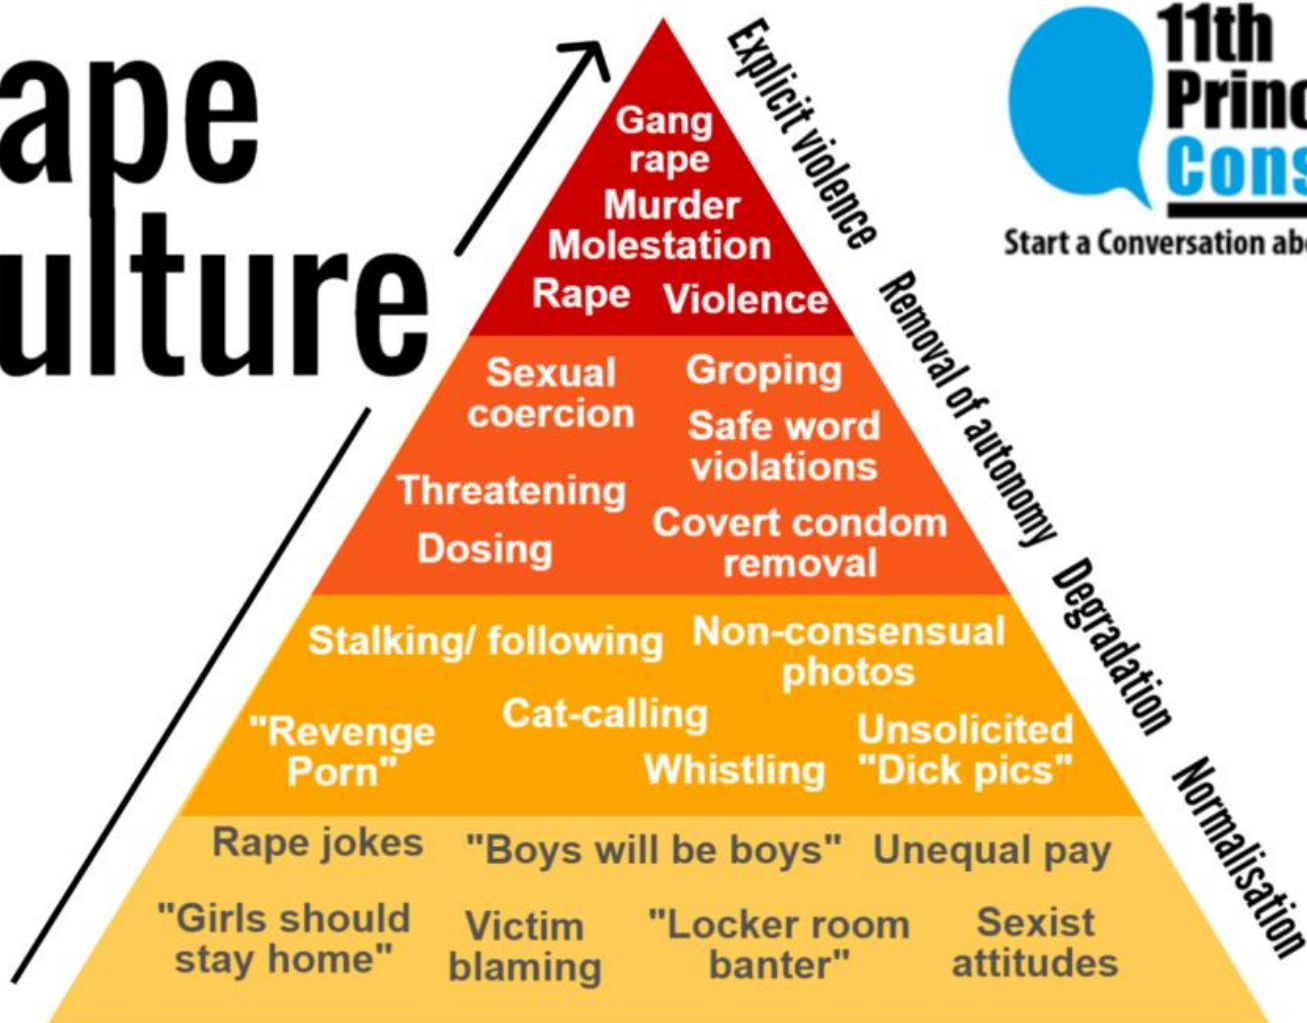 ape
ulture
11th
Princ
Cons
Start a Conversation abo
Gang
rape
Murder
Molestation
Rape Violence
Explicit violence
Sexual
coercion
Groping
Safe word
violations
Threatening
Dosing
Covert condom
removal
Removal of autonomy
Stalking/ following
Non-consensual
photos
Cat-calling
"Revenge
Porn"
Whistling
Unsolicited
"Dick pics"
Degradation
Rape jokes
"Boys will be boys"
Unequal pay
"Girls should
stay home"
Victim
blaming
"Locker room
banter"
Sexist
attitudes
Normalisation